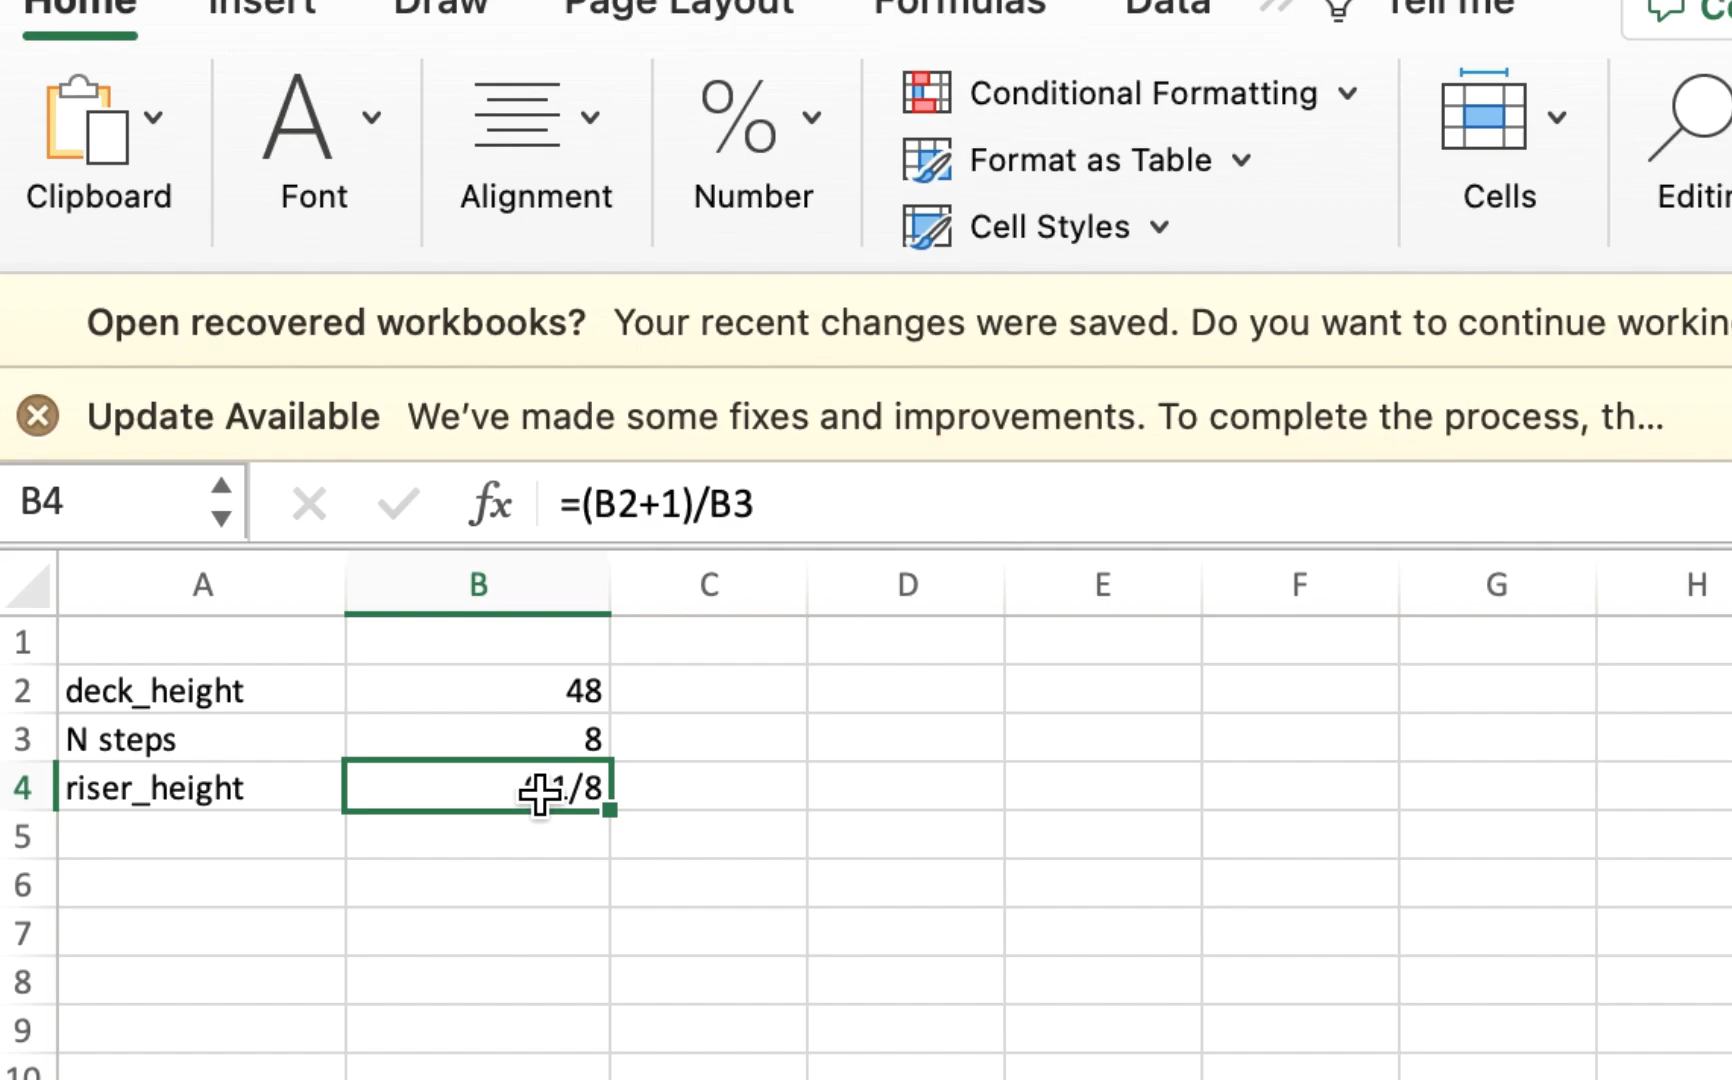 Home Insert Draw Page Layout Formulas Data Tell me
Clipboard Font Alignment Number Conditional Formatting Format as Table Cell Styles Cells
Open recovered workbooks? Your recent changes were saved. Do you want to continue
Update Available We've made some fixes and improvements. To complete the process, th...
B4 fx =(B2+1)/B3
A B C D E F G H
1
2 deck_height 48
3 N steps 8
4 riser_height 1/8
5
6
7
8
9
10